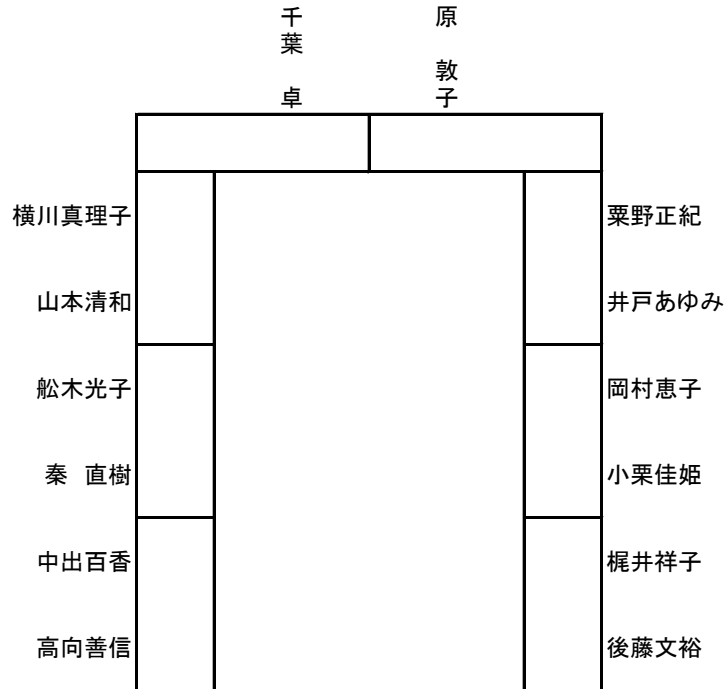 千葉 卓
原 敦子
横川真理子
粟野正紀
山本清和
井戸あゆみ
舩木光子
岡村恵子
秦 直樹
小栗佳姫
中出百香
梶井祥子
高向善信
後藤文裕